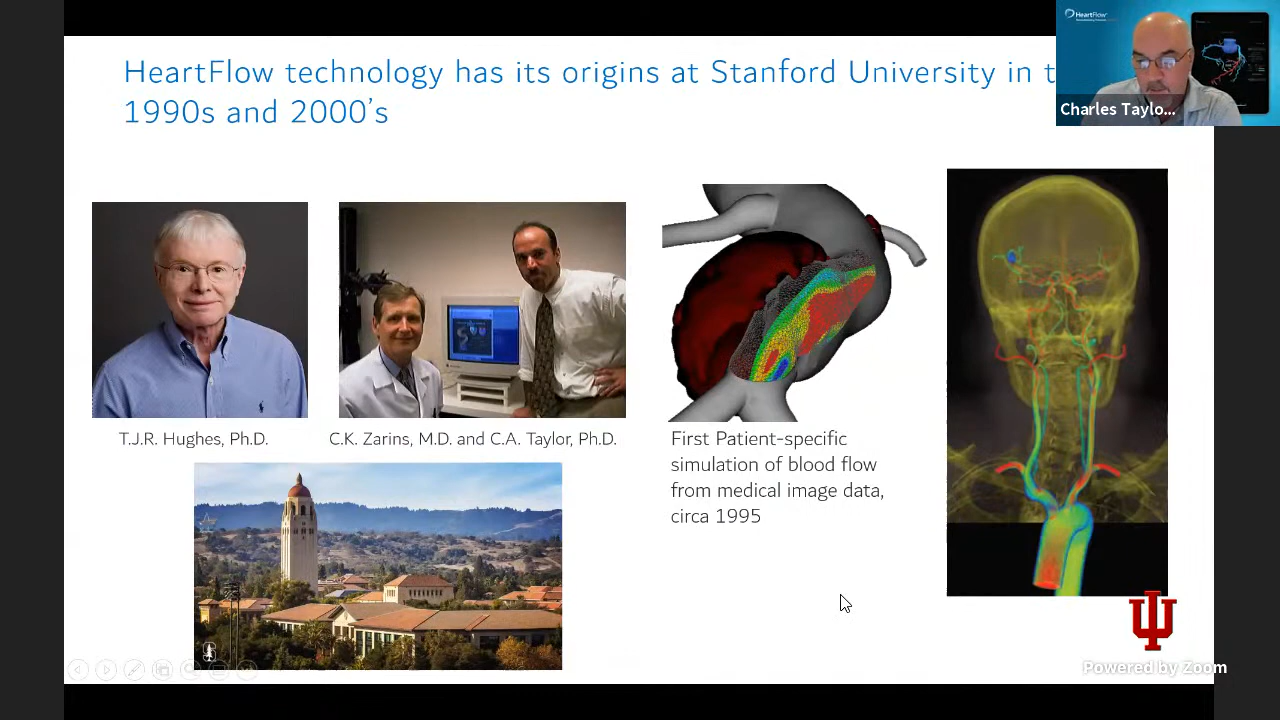 HeartFlow technology has its origins at Stanford University in t
1990s and 2000's
HeartFlow
Charles Taylo...
T.J.R. Hughes, Ph.D.
C.K. Zarins, M.D. and C.A. Taylor, Ph.D.
First Patient-specific
simulation of blood flow
from medical image data,
circa 1995
Powered by Zoom